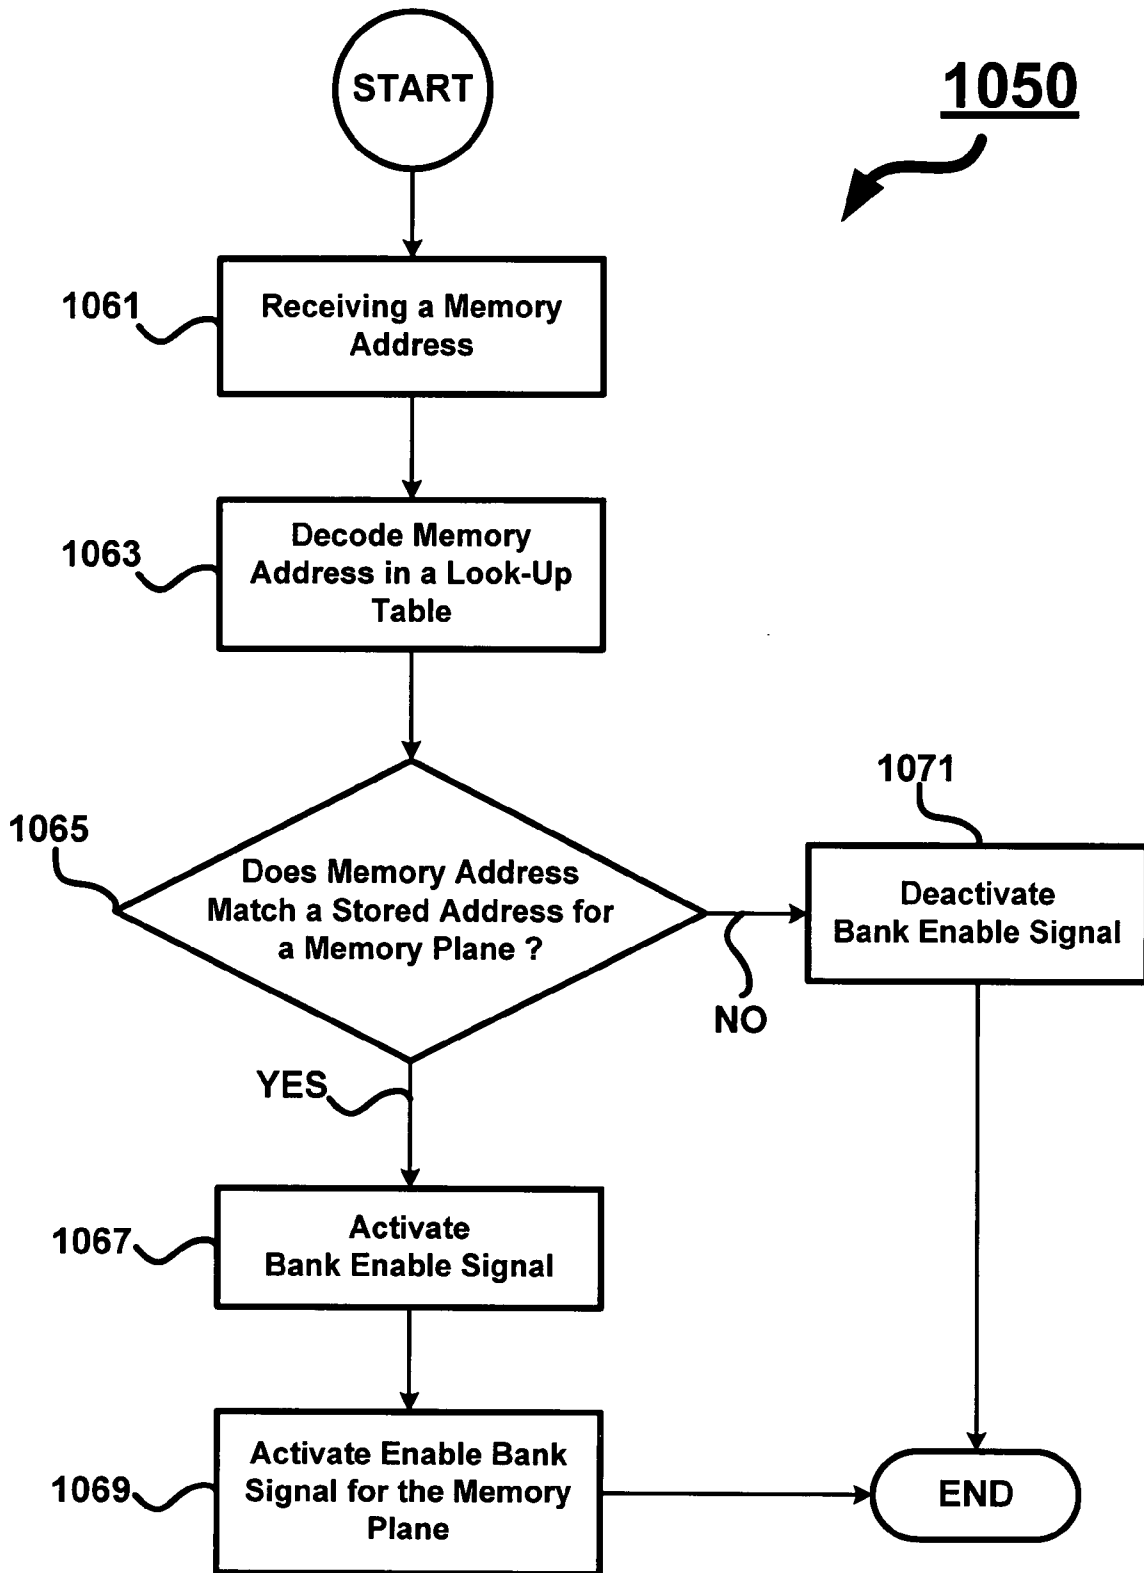 START
1050
1061
Receiving a Memory
Address
1063
Decode Memory
Address in a Look-Up
Table
1065
Does Memory Address
Match a Stored Address for
a Memory Plane ?
1071
Deactivate
Bank Enable Signal
NO
YES
1067
Activate
Bank Enable Signal
1069
Activate Enable Bank
Signal for the Memory
Plane
END